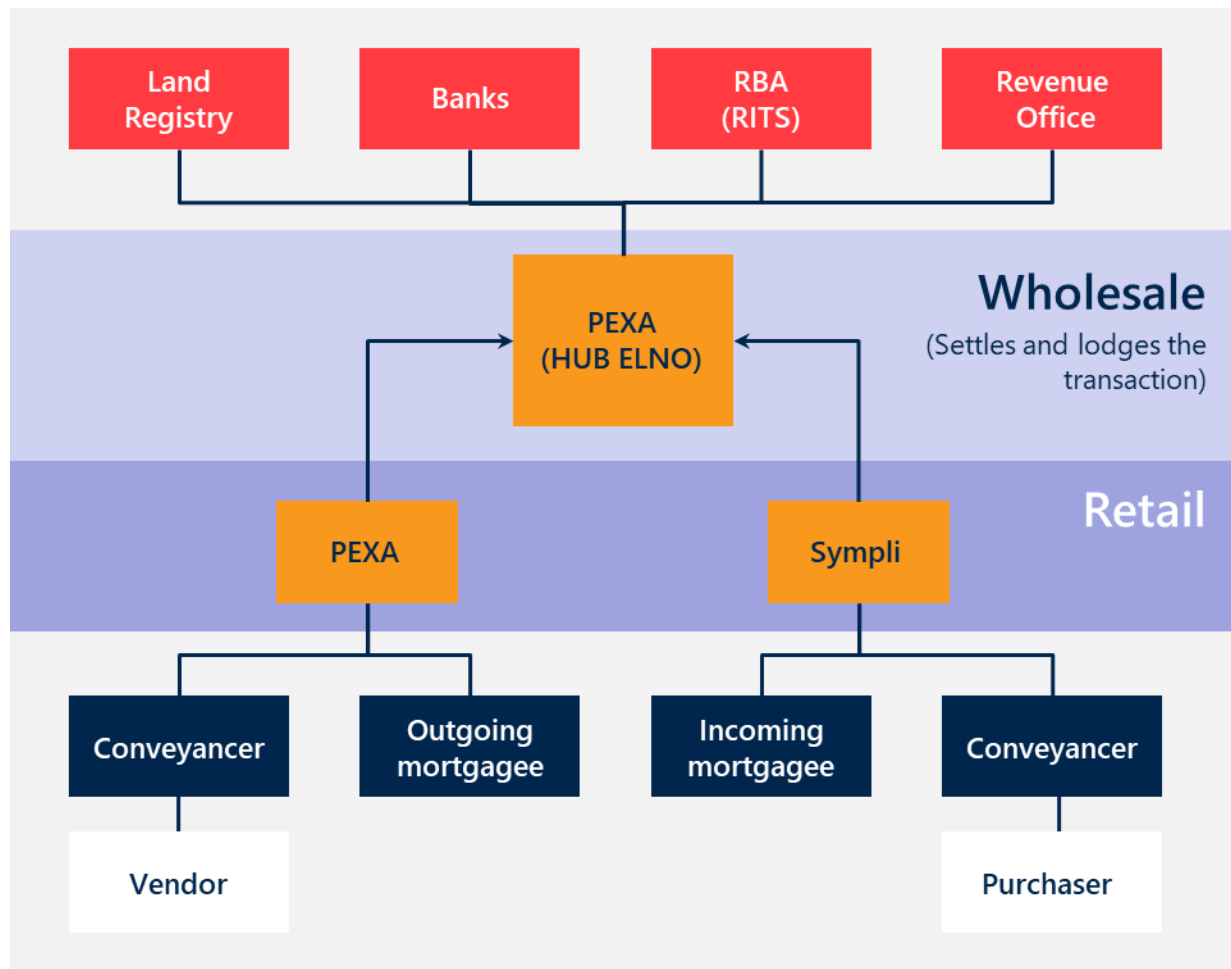 Land
Registry
Banks
RBA
(RITS)
Revenue
Office
PEXA
(HUB ELNO)
Wholesale
(Settles and lodges the
transaction)
Retail
PEXA
Sympli
Conveyancer
Outgoing
mortgagee
Incoming
mortgagee
Conveyancer
Vendor
Purchaser